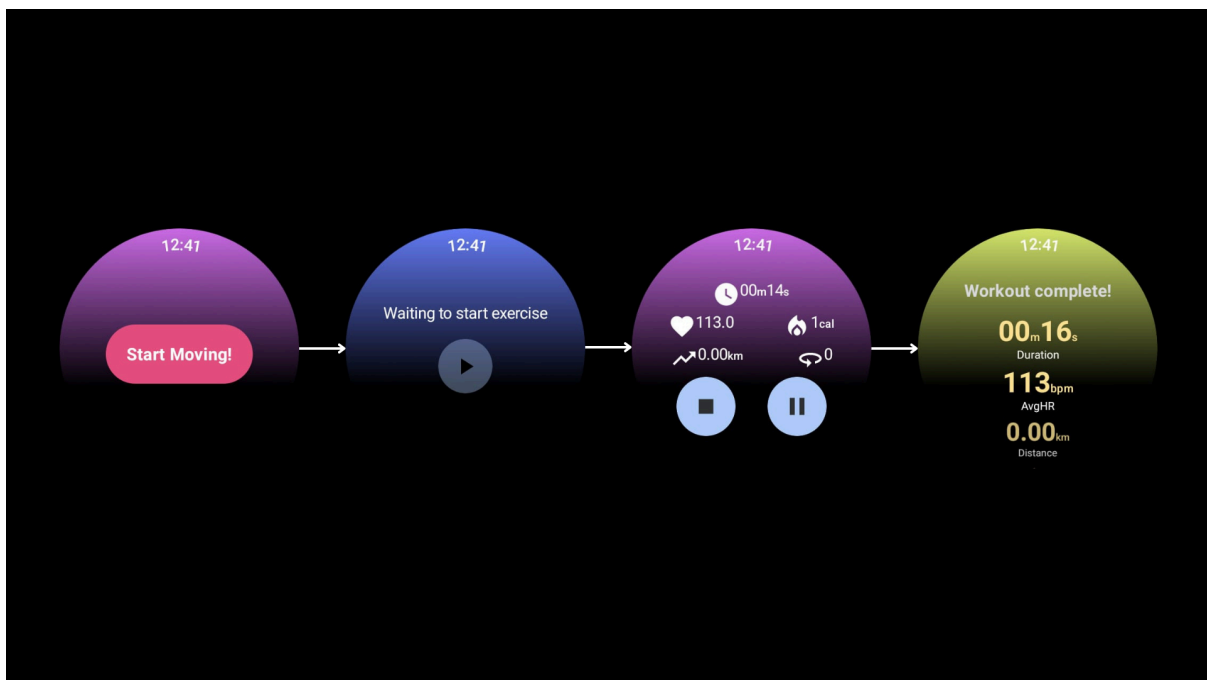 12:41
Start Moving!
12:41
Waiting to start exercise
12:41
00m14s
113.0
1cal
0.00km
0
12:41
Workout complete!
00m16s
Duration
113bpm
AvgHR
0.00km
Distance